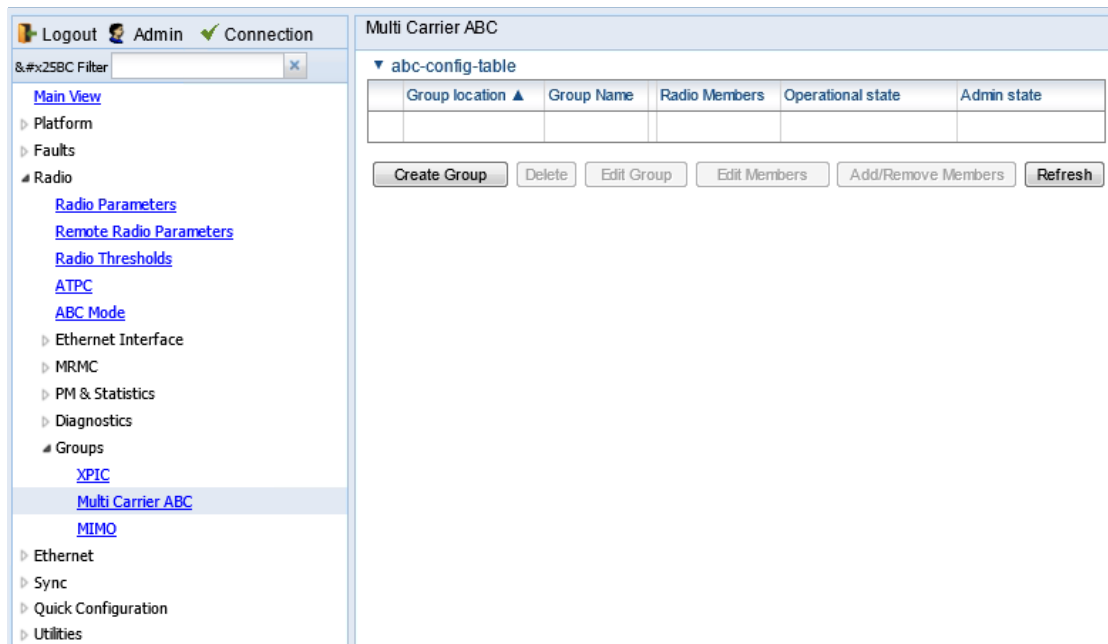 Logout Admin Connection
&#x25BC Filter
Main View
Platform
Faults
Radio
Radio Parameters
Remote Radio Parameters
Radio Thresholds
ATPC
ABC Mode
Ethernet Interface
MRMC
PM & Statistics
Diagnostics
Groups
XPIC
Multi Carrier ABC
MIMO
Ethernet
Sync
Quick Configuration
Utilities
Multi Carrier ABC
▼ abc-config-table
Group location ▲ Group Name Radio Members Operational state Admin state
Create Group Delete Edit Group Edit Members Add/Remove Members Refresh